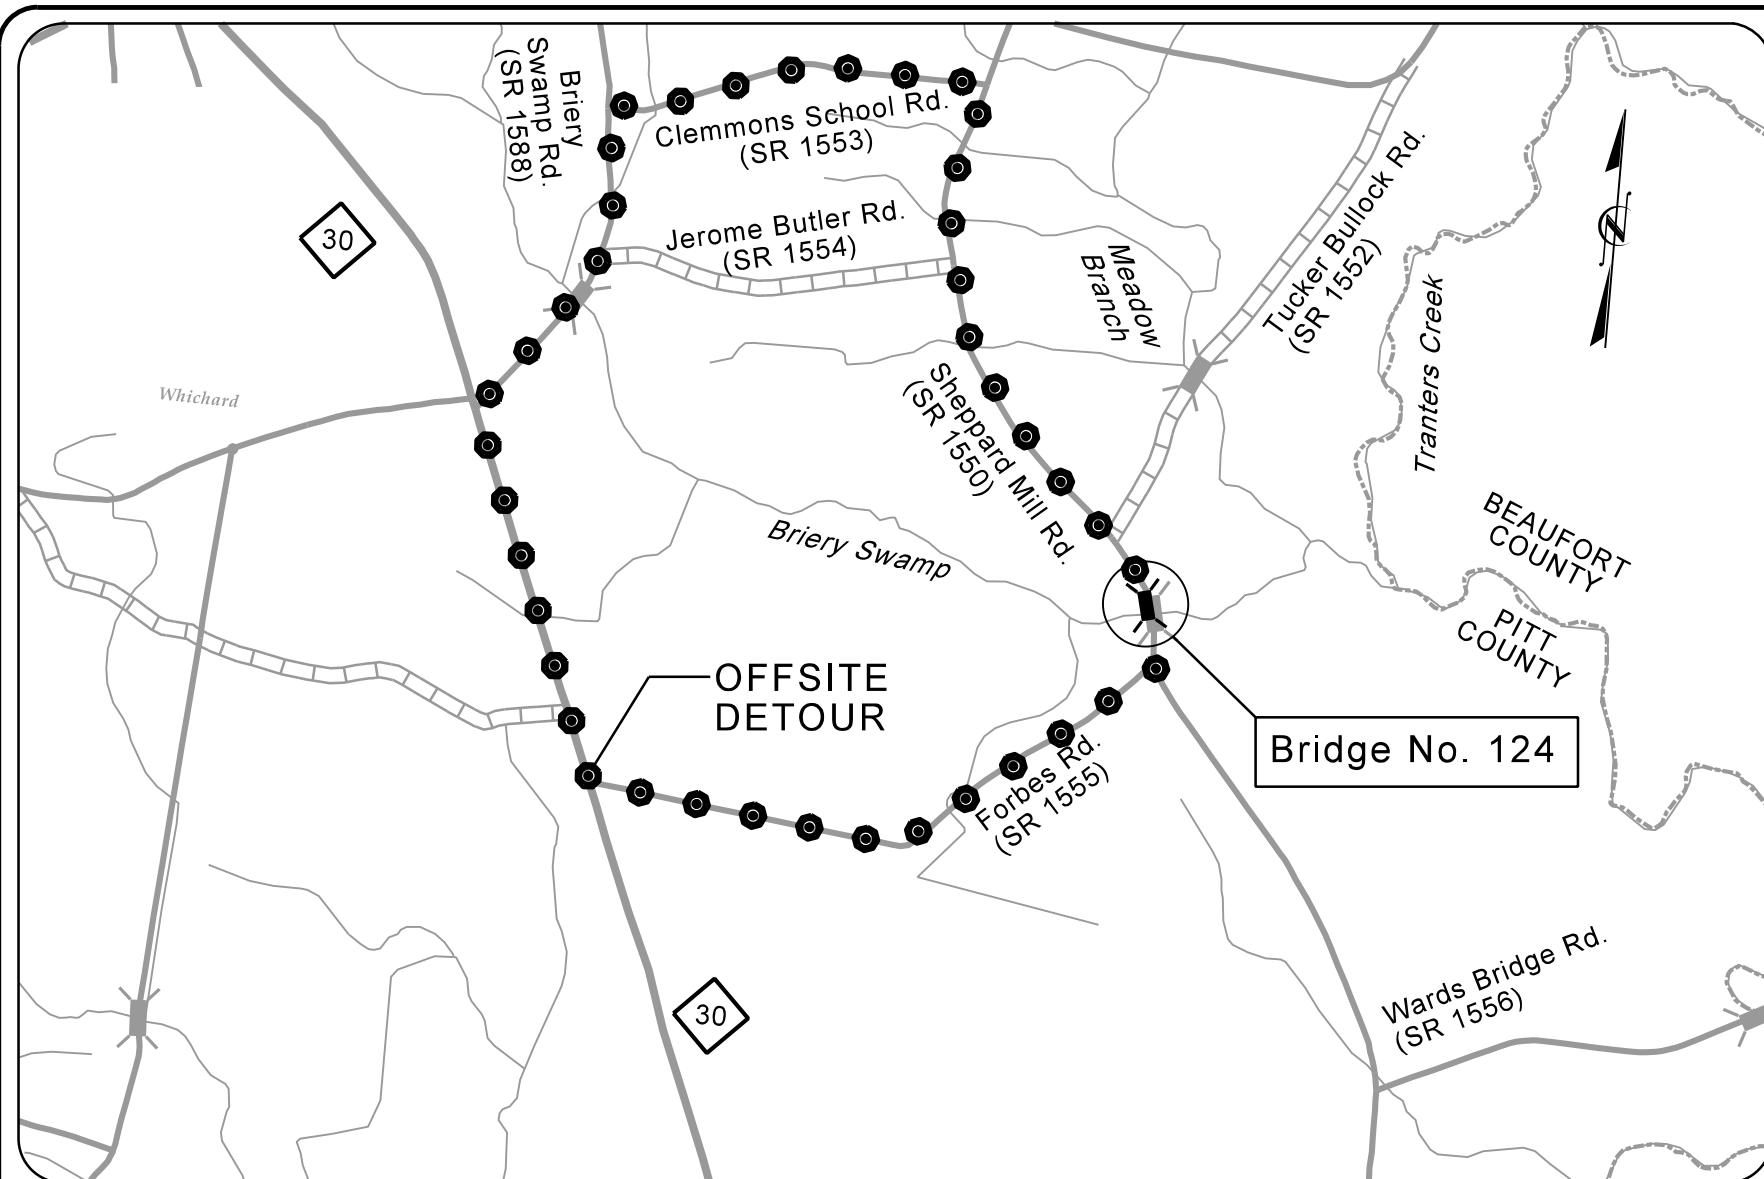 Briery
Swamp Rd.
(SR 1588)
Clemmons School Rd.
(SR 1553)
Jerome Butler Rd.
(SR 1554)
30
Whichard
Meadow
Branch
Tucker Bullock Rd.
(SR 1552)
Tranters Creek
N
Sheppard Mill Rd.
(SR 1550)
Briery Swamp
BEAUFORT
COUNTY
PITT
COUNTY
OFFSITE
DETOUR
Bridge No. 124
Forbes Rd.
(SR 1555)
Wards Bridge Rd.
(SR 1556)
30